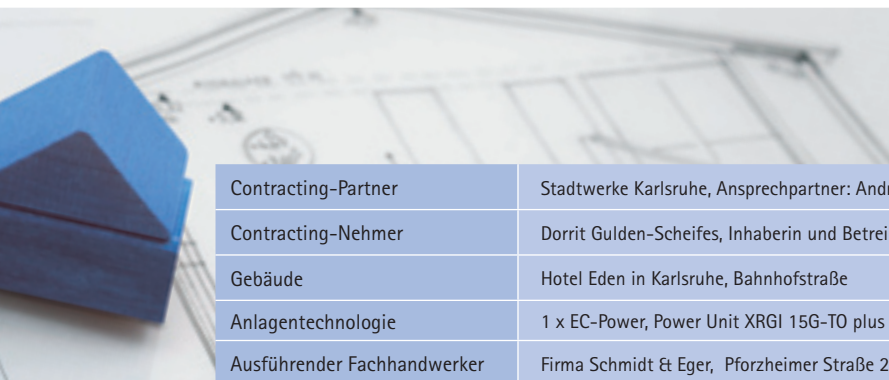 Contracting-Partner Stadtwerke Karlsruhe, Ansprechpartner:
Contracting-Nehmer Dorrit Gulden-Scheifes, Inhaberin und
Gebäude Hotel Eden in Karlsruhe, Bahnhofstraße
Anlagentechnologie 1 x EC-Power, Power Unit XRGI 15G-TO plus
Ausführender Fachhandwerker Firma Schmidt & Eger, Pforzheimer Straße